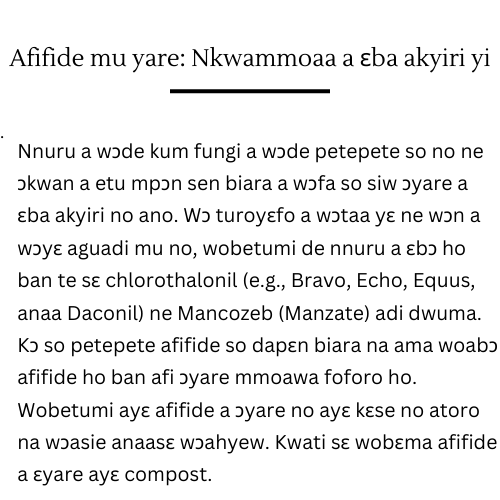 Afifide mu yare: Nkwammoaa a ɛba akyiri yi
Nnuru a wɔde kum fungi a wɔde petepete so no ne
ɔkwan a etu mpɔn sen biara a wɔfa so siw ɔyare a
ɛba akyiri no ano. Wɔ turoyɛfo a wɔtaa yɛ ne wɔn a
wɔyɛ aguadi mu no, wobetumi de nnuru a ɛbɔ ho
ban te sɛ chlorothalonil (e.g., Bravo, Echo, Equus,
anaa Daconil) ne Mancozeb (Manzate) adi dwuma.
Kɔ so petepete afifide so dapɛn biara na ama woabɔ
afifide ho ban afi ɔyare mmoawa foforo ho.
Wobetumi ayɛ afifide a ɔyare no ayɛ kɛse no atoro
na wɔasie anaasɛ wɔahyew. Kwati sɛ wobɛma afifide
a ɛyare ayɛ compost.